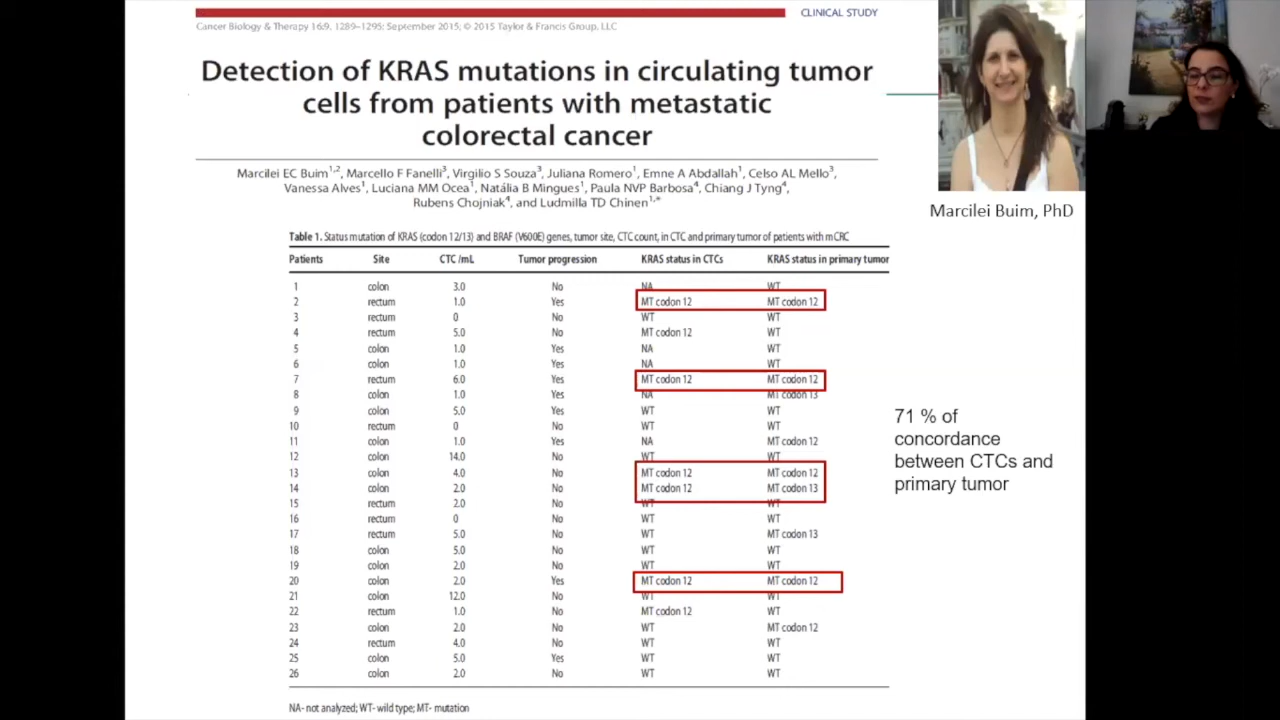 CLINICAL STUDY
Cancer Biology & Therapy 16:9, 1289–1295; September 2015; © 2015 Taylor & Francis Group, LLC
Detection of KRAS mutations in circulating tumor
cells from patients with metastatic
colorectal cancer
Marcilei EC Buim1,2, Marcello F Fanelli3, Virgilio S Souza3, Juliana Romero1, Emne A Abdallah1, Celso AL Mello3,
Vanessa Alves1, Luciana MM Ocea1, Natália B Mingues1, Paula NVP Barbosa4, Chiang J Tyng4,
Rubens Chojniak4, and Ludmilla TD Chinen1,*
Marcilei Buim, PhD
Table 1. Status mutation of KRAS (codon 12/13) and BRAF (V600E) genes, tumor site, CTC count, in CTC and primary tumor of patients with mCRC
Patients Site CTC /mL Tumor progression KRAS status in CTCs KRAS status in primary tumor
1 colon 3.0 No NA WT
2 rectum 1.0 Yes MT codon 12 MT codon 12
3 rectum 0 No WT WT
4 rectum 5.0 No MT codon 12 WT
5 colon 1.0 Yes NA WT
6 colon 1.0 Yes NA WT
7 rectum 6.0 Yes MT codon 12 MT codon 12
8 colon 1.0 Yes NA MT codon 13
9 colon 5.0 Yes WT WT
10 rectum 0 No WT WT
11 colon 1.0 Yes NA MT codon 12
12 colon 14.0 No WT WT
13 colon 4.0 No MT codon 12 MT codon 12
14 colon 2.0 No MT codon 12 MT codon 13
15 rectum 2.0 No WT WT
16 rectum 0 No WT WT
17 rectum 5.0 No WT MT codon 13
18 colon 5.0 No WT WT
19 colon 2.0 No WT WT
20 colon 2.0 Yes MT codon 12 MT codon 12
21 colon 12.0 No WT WT
22 rectum 1.0 No MT codon 12 WT
23 colon 2.0 No WT MT codon 12
24 rectum 4.0 No WT WT
25 colon 5.0 Yes WT WT
26 colon 2.0 No WT WT
NA- not analyzed; WT- wild type; MT- mutation
71 % of
concordance
between CTCs and
primary tumor